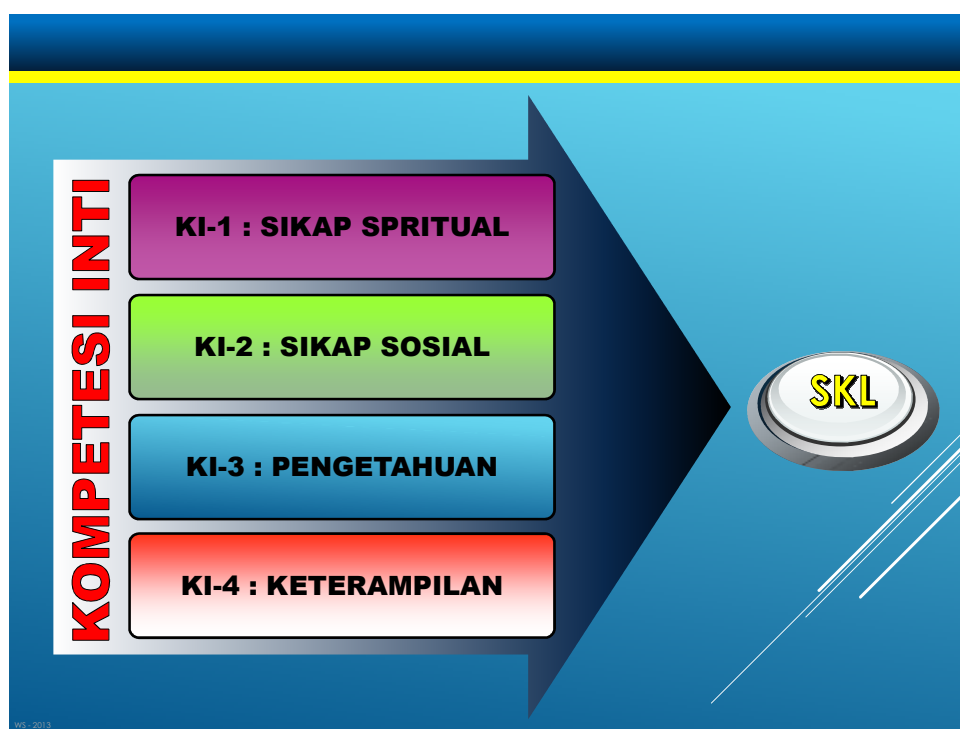 KOMPETESI INTI
KI-1 : SIKAP SPRITUAL
KI-2 : SIKAP SOSIAL
KI-3 : PENGETAHUAN
KI-4 : KETERAMPILAN
SKL
WS - 2013